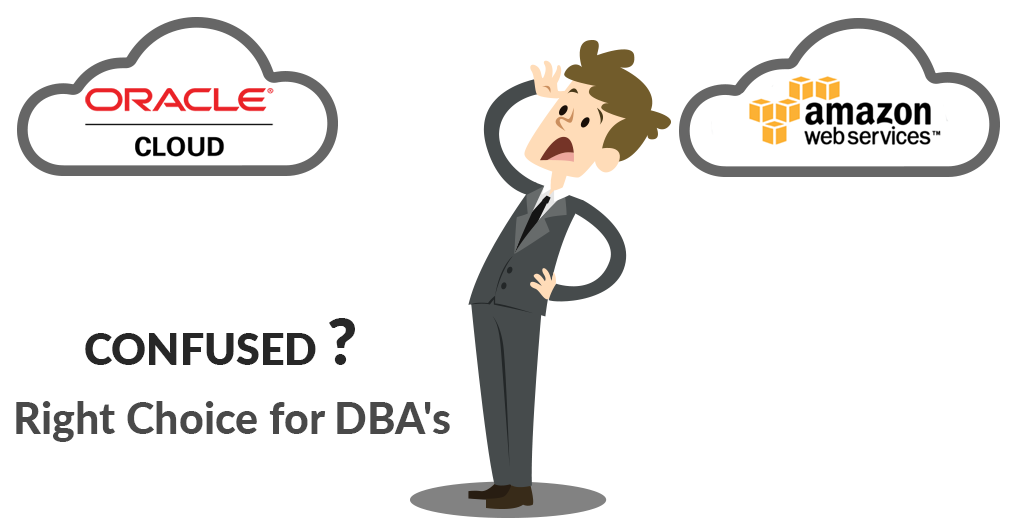 ORACLE®
CLOUD
amazon
web services™
CONFUSED ?
Right Choice for DBA's